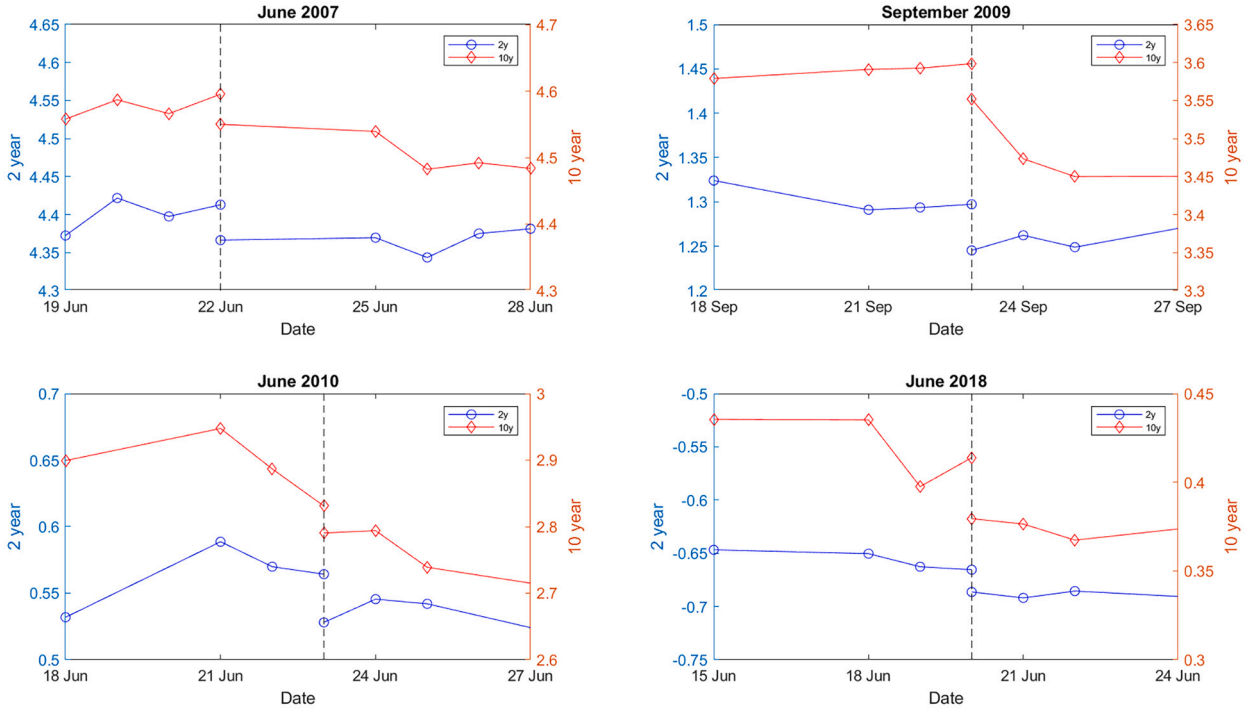 June 2007
4.65
4.6
4.55
4.5
4.45
4.4
4.35
4.3
2 year
4.7
4.6
4.5
4.4
4.3
10 year
2y
10y
19 Jun
22 Jun
25 Jun
28 Jun
Date
September 2009
1.5
1.45
1.4
1.35
1.3
1.25
1.2
2 year
3.65
3.6
3.55
3.5
3.45
3.4
3.35
3.3
10 year
2y
10y
18 Sep
21 Sep
24 Sep
27 Sep
Date
June 2010
0.7
0.65
0.6
0.55
0.5
2 year
3
2.9
2.8
2.7
2.6
10 year
2y
10y
18 Jun
21 Jun
24 Jun
27 Jun
Date
June 2018
-0.5
-0.55
-0.6
-0.65
-0.7
-0.75
2 year
0.45
0.4
0.35
0.3
10 year
2y
10y
15 Jun
18 Jun
21 Jun
24 Jun
Date